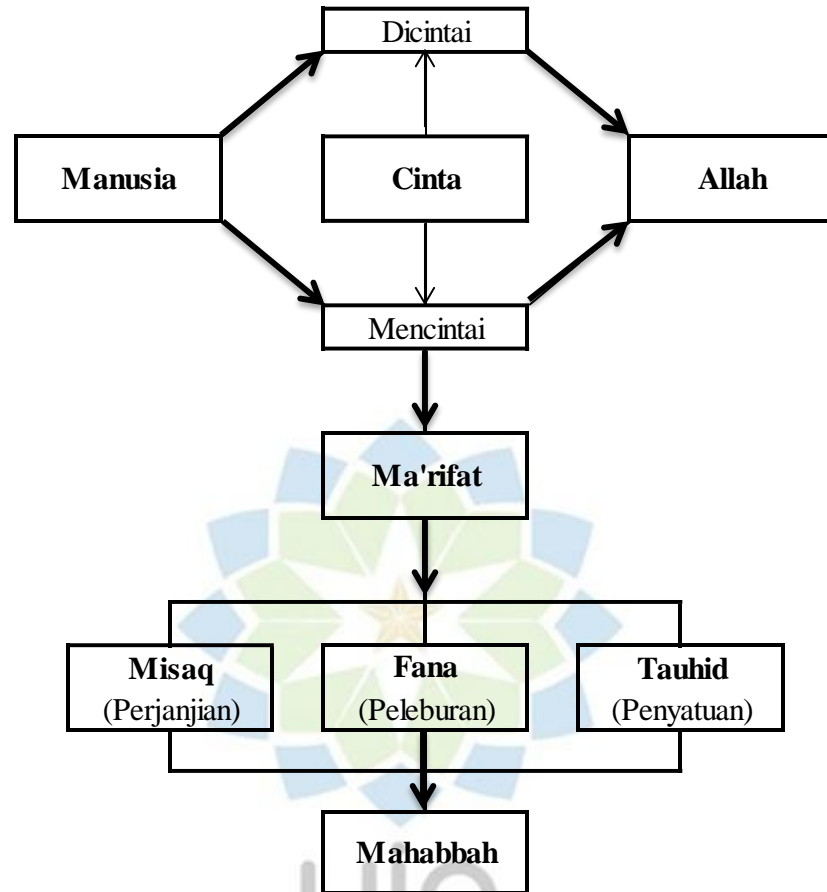 Dicintai
Manusia
Cinta
Allah
Mencintai
Ma'rifat
Misaq
(Perjanjian)
Fana
(Peleburan)
Tauhid
(Penyatuan)
Mahabbah